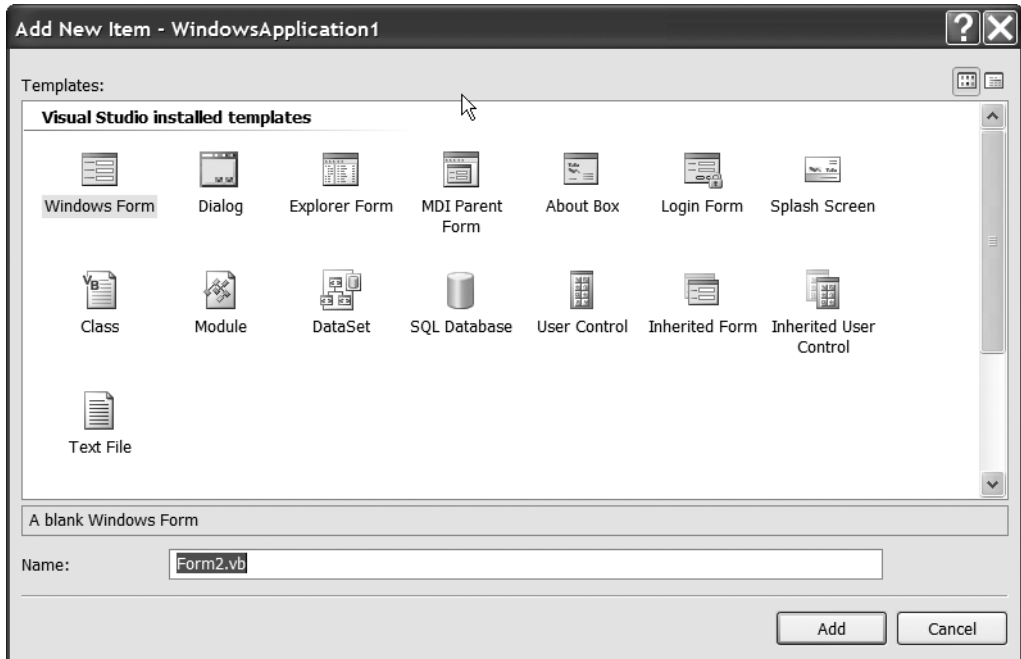 Add New Item - WindowsApplication1
Templates:
Visual Studio installed templates
Windows Form
Dialog
Explorer Form
MDI Parent
Form
About Box
Login Form
Splash Screen
Class
Module
DataSet
SQL Database
User Control
Inherited Form
Inherited User
Control
Text File
A blank Windows Form
Name:
Form2.vb
Add
Cancel